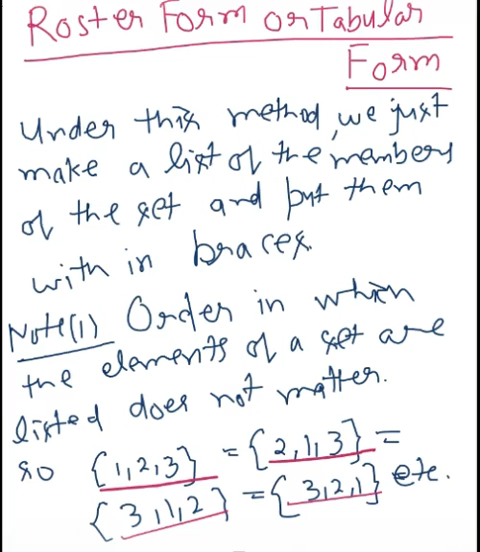 Roster Form or Tabular
Form
Under this method, we just
make a list of the members
of the set and put them
with in braces.
Note(1) Order in which
the elements of a set are
listed does not matter.
so {1,2,3} = {2,1,3} =
{3,1,2} = {3,2,1} etc.